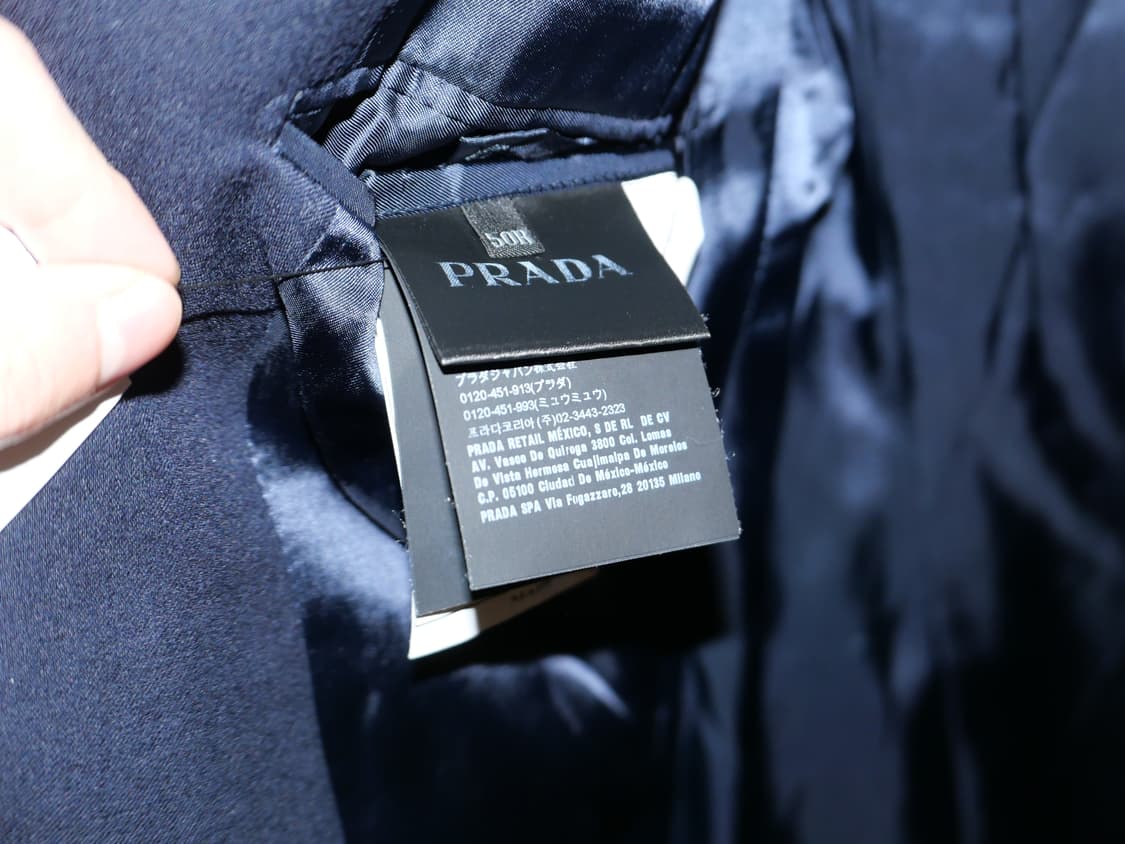 50R
PRADA
プラダジャパン株式会社
0120-451-913(プラダ)
0120-451-993(ミュウミュウ)
프라다코리아(주)02-3443-2323
PRADA RETAIL MÉXICO, S DE RL DE CV
AV. Vasco De Quiroga 3800 Col. Lomas
De Vista Hermosa Cuajimalpa De Morelos
C.P. 05100 Ciudad De México-México
PRADA SPA Via Fogazzaro,28 20135 Milano